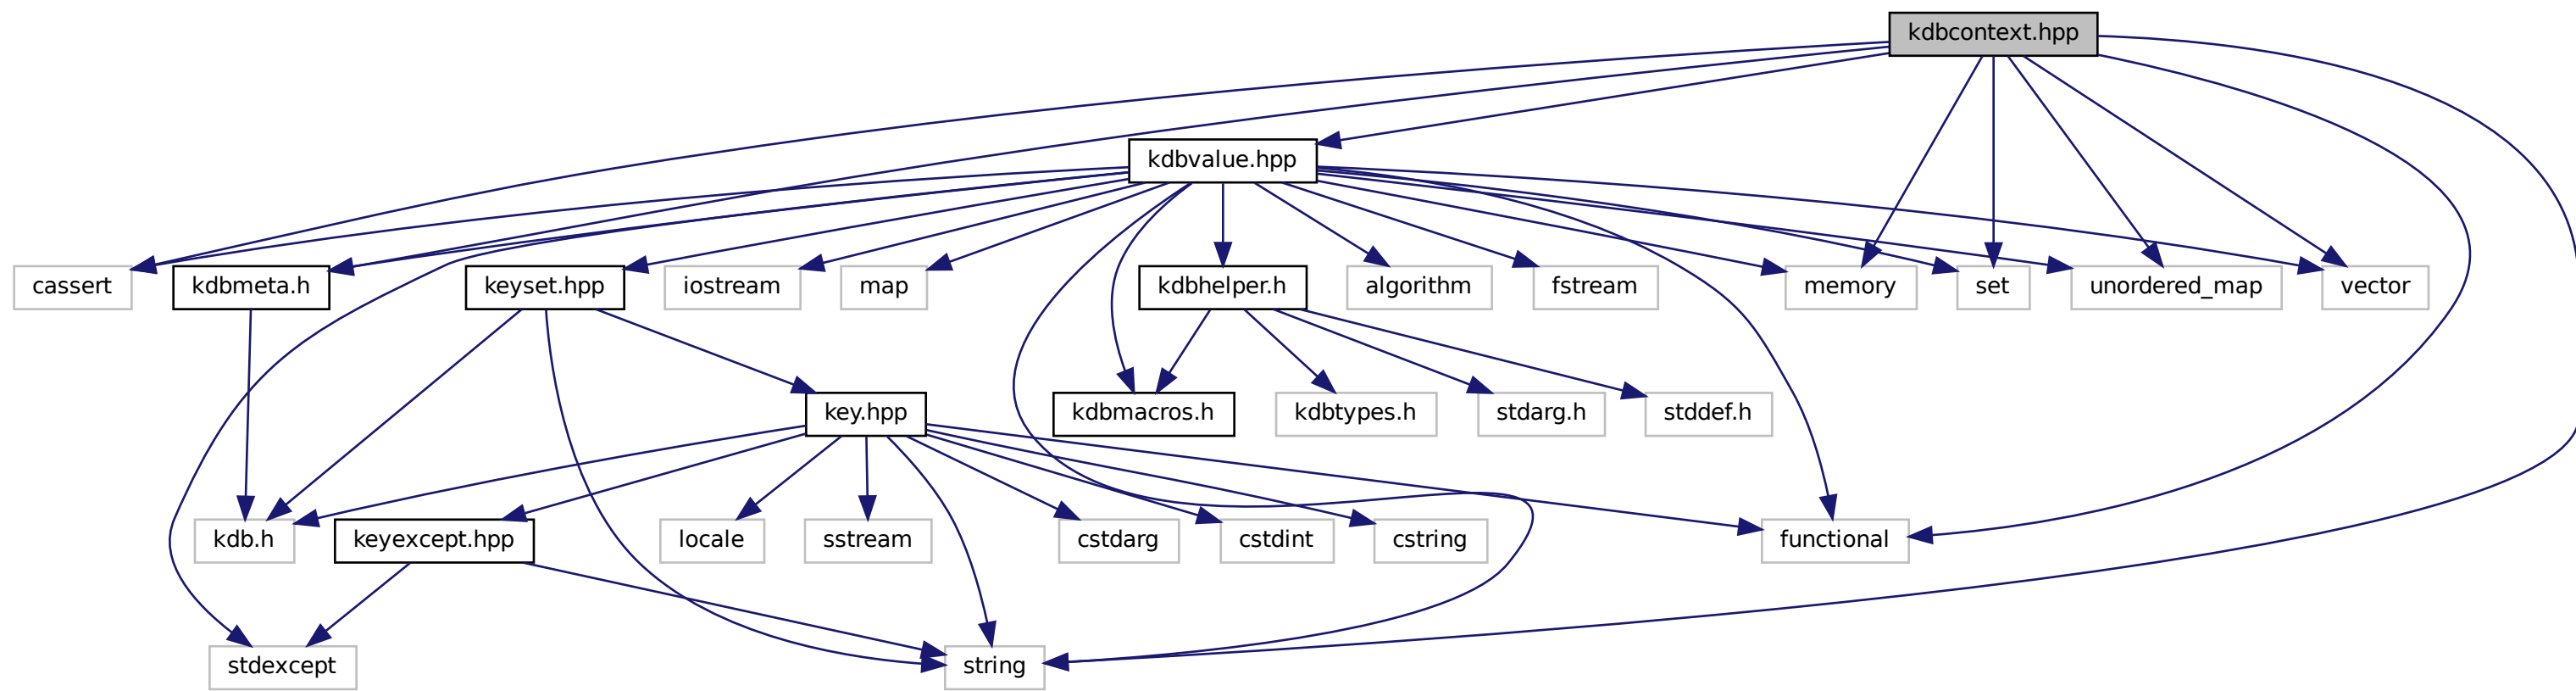 kdbcontext.hpp
kdbvalue.hpp
cassert
kdbmeta.h
keyset.hpp
iostream
map
kdbhelper.h
algorithm
fstream
memory
set
unordered_map
vector
key.hpp
kdbmacros.h
kdbtypes.h
stdarg.h
stddef.h
kdb.h
keyexcept.hpp
locale
sstream
cstdarg
cstdint
cstring
functional
stdexcept
string